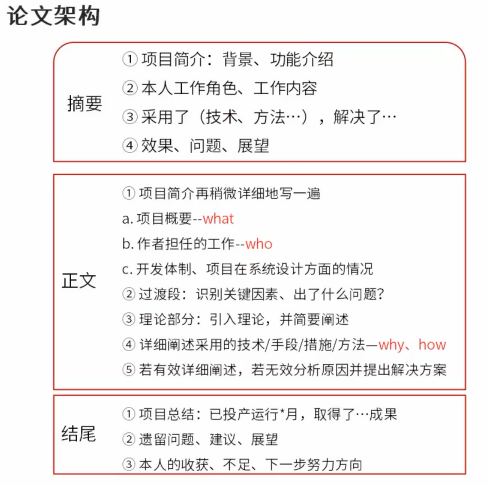 论文架构
摘要
① 项目简介：背景、功能介绍
② 本人工作角色、工作内容
③ 采用了（技术、方法…），解决了…
④ 效果、问题、展望
正文
① 项目简介再稍微详细地写一遍
a. 项目概要--what
b. 作者担任的工作--who
c. 开发体制、项目在系统设计方面的情况
② 过渡段：识别关键因素、出了什么问题？
③ 理论部分：引入理论，并简要阐述
④ 详细阐述采用的技术/手段/措施/方法—why、how
⑤ 若有效详细阐述，若无效分析原因并提出解决方案
结尾
① 项目总结：已投产运行*月，取得了…成果
② 遗留问题、建议、展望
③ 本人的收获、不足、下一步努力方向